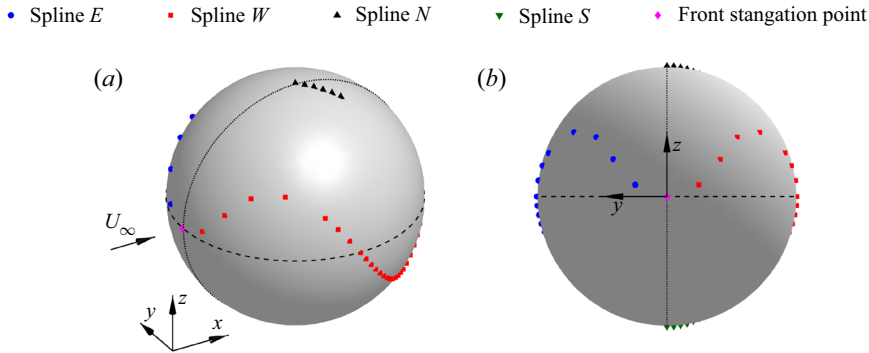 Spline E Spline W Spline N Spline S Front stangation point
(a) (b)
z
y
U∞
z
y x